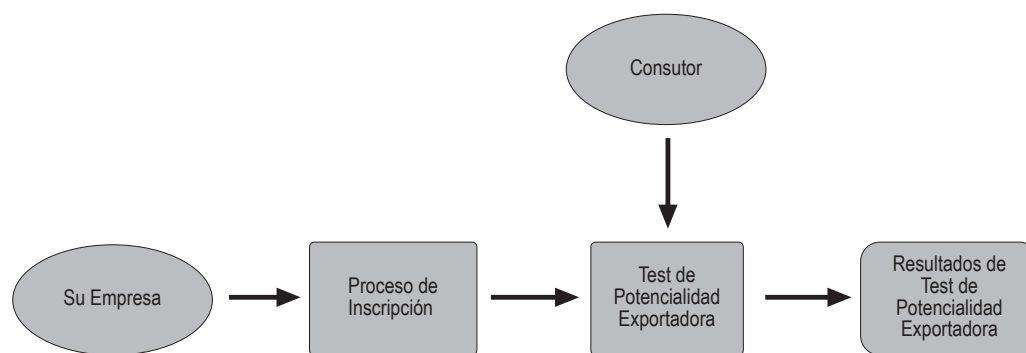 Consutor
Su Empresa
Proceso de
Inscripción
Test de
Potencialidad
Exportadora
Resultados de
Test de
Potencialidad
Exportadora